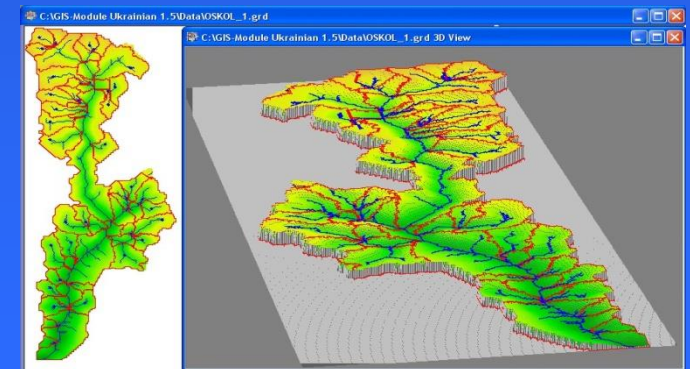 C:\GIS-Module Ukrainian 1.5\Data\OSKOL_1.grd
C:\GIS-Module Ukrainian 1.5\Data\OSKOL_1.grd 3D View